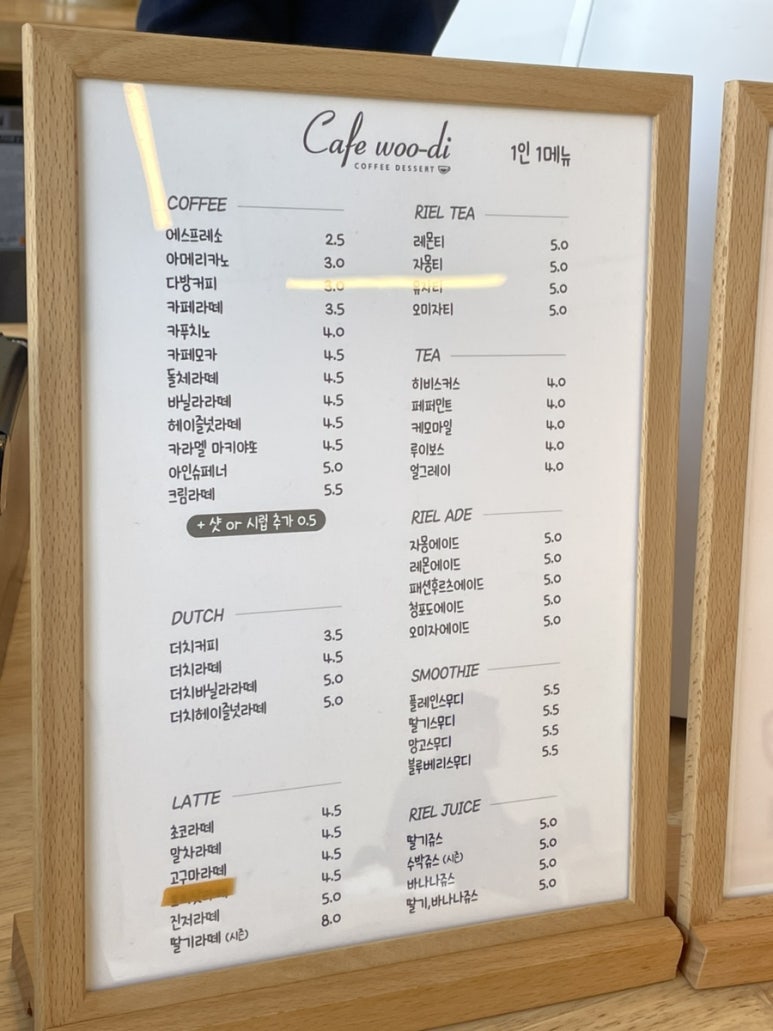 Cafe woo-di
COFFEE DESSERT
1인 1메뉴
COFFEE
에스프레소 2.5
아메리카노 3.0
다방커피 3.0
카페라떼 3.5
카푸치노 4.0
카페모카 4.5
돌체라떼 4.5
바닐라라떼 4.5
헤이즐넛라떼 4.5
카라멜 마키아또 4.5
아인슈페너 5.0
크림라떼 5.5
+ 샷 or 시럽 추가 0.5
DUTCH
더치커피 3.5
더치라떼 4.5
더치바닐라라떼 5.0
더치헤이즐넛라떼 5.0
LATTE
초코라떼 4.5
말차라떼 4.5
고구마라떼 4.5
4.5
진저라떼 5.0
딸기라떼 (시즌) 8.0
RIEL TEA
레몬티 5.0
자몽티 5.0
유자티 5.0
오미자티 5.0
TEA
히비스커스 4.0
페퍼민트 4.0
케모마일 4.0
루이보스 4.0
얼그레이 4.0
RIEL ADE
자몽에이드 5.0
레몬에이드 5.0
패션후르츠에이드 5.0
청포도에이드 5.0
오미자에이드 5.0
SMOOTHIE
플레인스무디 5.5
딸기스무디 5.5
망고스무디 5.5
블루베리스무디 5.5
RIEL JUICE
딸기쥬스 5.0
수박쥬스 (시즌) 5.0
바나나쥬스 5.0
딸기,바나나쥬스 5.0